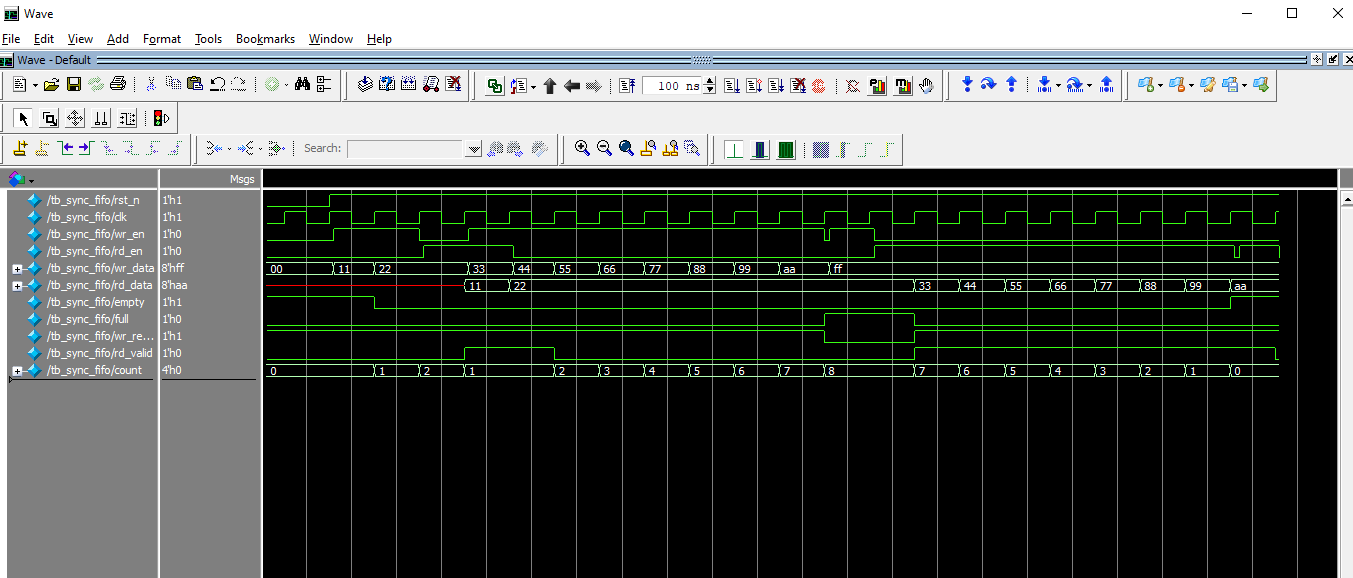 Wave
File Edit View Add Format Tools Bookmarks Window Help
Wave - Default
100 ns
Search:
Msgs
/tb_sync_fifo/rst_n 1'h1
/tb_sync_fifo/clk 1'h1
/tb_sync_fifo/wr_en 1'h0
/tb_sync_fifo/rd_en 1'h0
/tb_sync_fifo/wr_data 8'hff 00 11 22 33 44 55 66 77 88 99 aa ff
/tb_sync_fifo/rd_data 8'haa 11 22 33 44 55 66 77 88 99 aa
/tb_sync_fifo/empty 1'h1
/tb_sync_fifo/full 1'h0
/tb_sync_fifo/wr_re... 1'h1
/tb_sync_fifo/rd_valid 1'h0
/tb_sync_fifo/count 4'h0 0 1 2 1 2 3 4 5 6 7 8 7 6 5 4 3 2 1 0